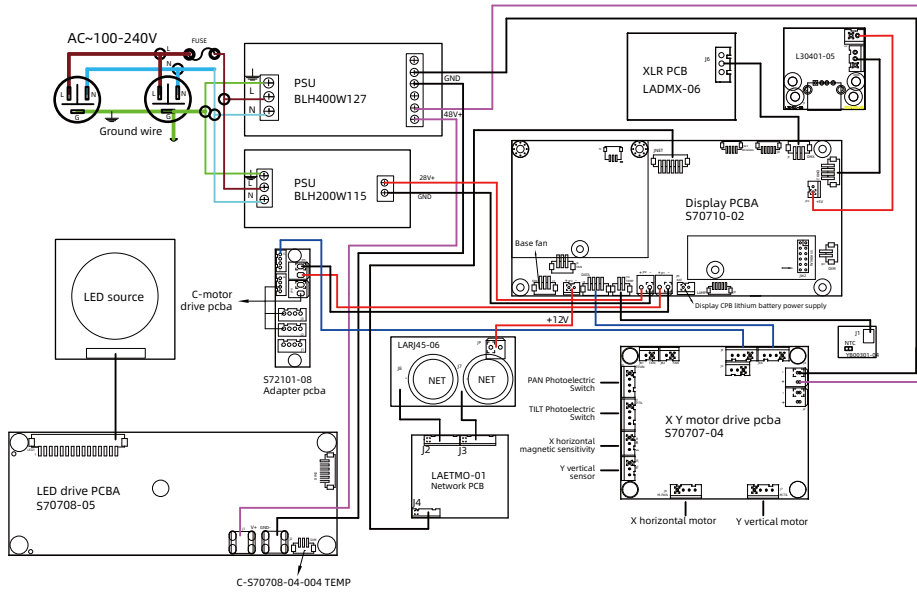 AC~100-240V
FUSE
L
N
L
N
L
N
G
G
Ground wire
L
N
PSU
BLH400W127
GND
48V+
L
N
PSU
BLH200W115
28V+
GND
XLR PCB
LADMX-06
J6
L30401-05
Display PCBA
S70710-02
Base fan
Display CPB lithium battery power supply
+12V
LED source
C-motor
drive pcba
S72101-08
Adapter pcba
LARJ45-06
NET
NET
J1
NTC
YB00301-04
PAN Photoelectric
Switch
TILT Photoelectric
Switch
X horizontal
magnetic sensitivity
Y vertical
sensor
X Y motor drive pcba
S70707-04
X horizontal motor
Y vertical motor
J2
J3
LAETMO-01
Network PCB
J4
LED drive PCBA
S70708-05
V+
GND-
C-S70708-04-004 TEMP